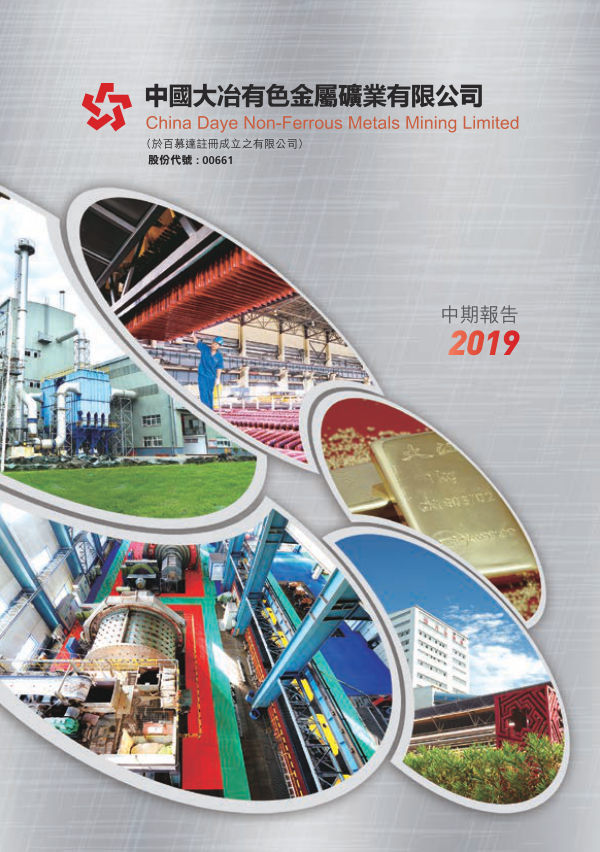 中國大冶有色金屬礦業有限公司
China Daye Non-Ferrous Metals Mining Limited
（於百慕達註冊成立之有限公司）
股份代號 : 00661
中期報告
2019